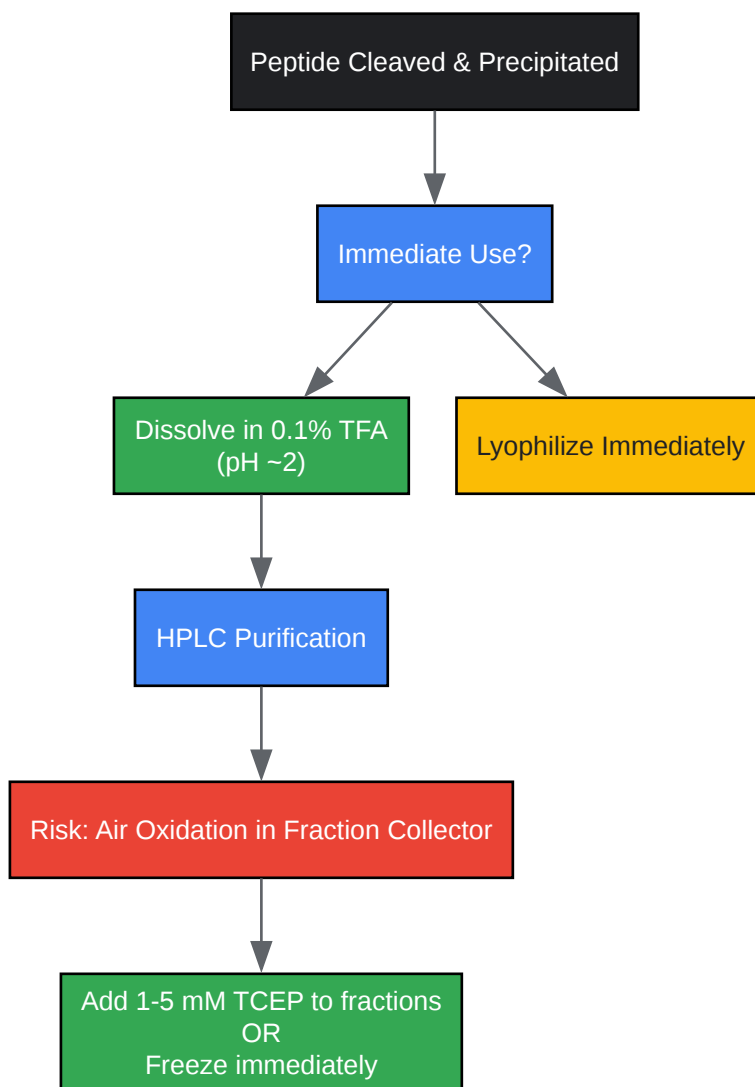 Peptide Cleaved & Precipitated
Immediate Use?
Dissolve in 0.1% TFA
(pH ~2)
Lyophilize Immediately
HPLC Purification
Risk: Air Oxidation in Fraction Collector
Add 1-5 mM TCEP to fractions
OR
Freeze immediately